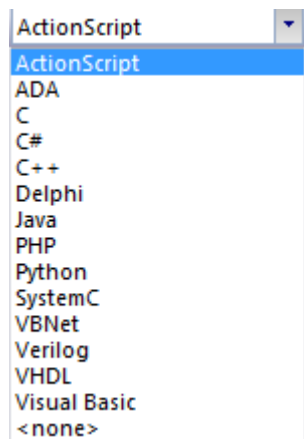 ActionScript
ActionScript
ADA
C
C#
C++
Delphi
Java
PHP
Python
SystemC
VBNet
Verilog
VHDL
Visual Basic
<none>